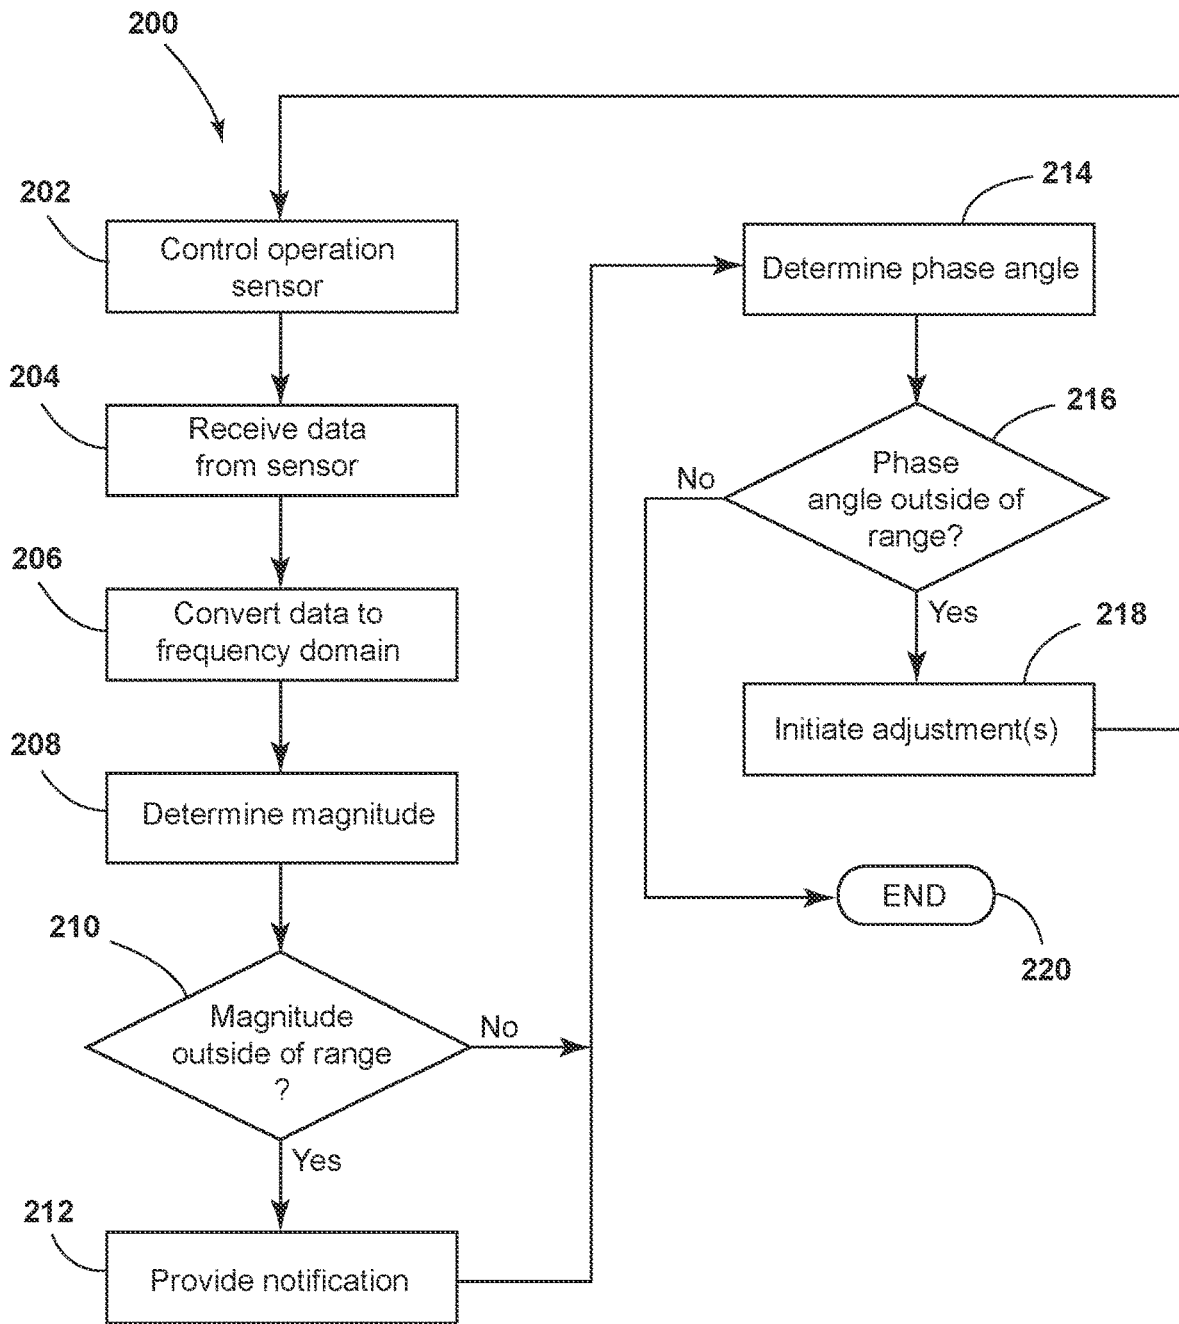 200
202
Control operation
sensor
204
Receive data
from sensor
206
Convert data to
frequency domain
208
Determine magnitude
210
Magnitude
outside of range
?
No
Yes
212
Provide notification
214
Determine phase angle
216
Phase
angle outside of
range?
No
Yes
218
Initiate adjustment(s)
END
220